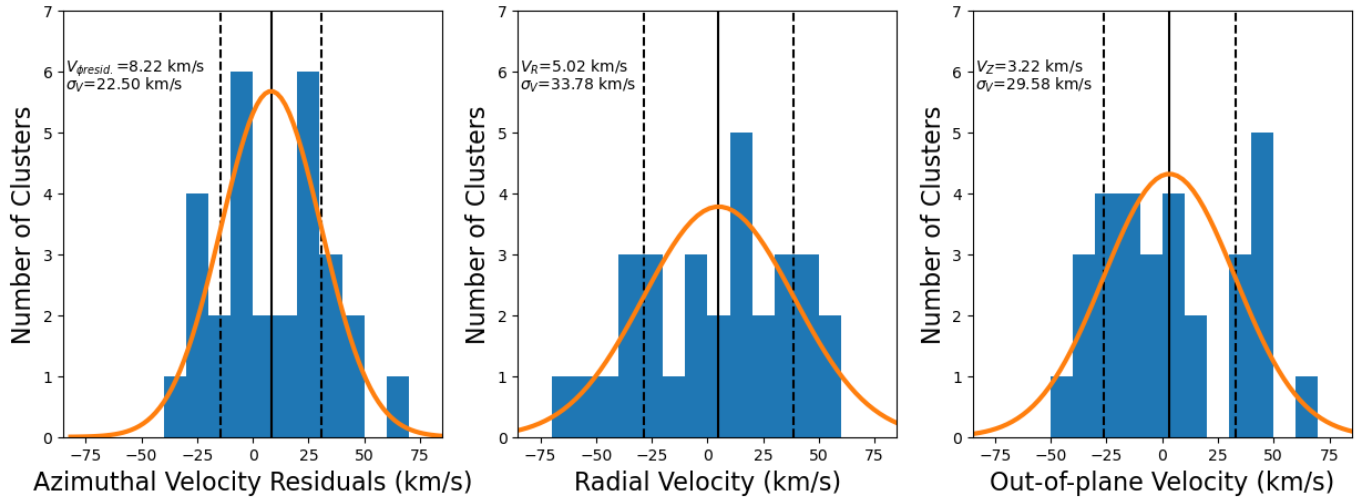 7
6
5
4
3
2
1
0
Number of Clusters
V_ϕresid. =8.22 km/s
σ_V=22.50 km/s
−75 −50 −25 0 25 50 75
Azimuthal Velocity Residuals (km/s)
7
6
5
4
3
2
1
0
Number of Clusters
V_R=5.02 km/s
σ_V=33.78 km/s
−75 −50 −25 0 25 50 75
Radial Velocity (km/s)
7
6
5
4
3
2
1
0
Number of Clusters
V_Z=3.22 km/s
σ_V=29.58 km/s
−75 −50 −25 0 25 50 75
Out-of-plane Velocity (km/s)